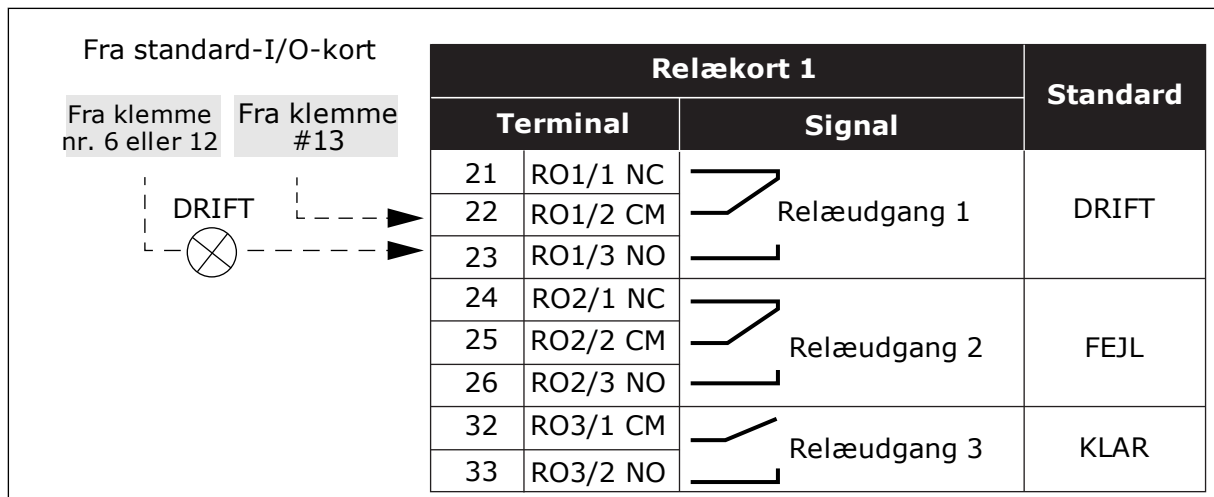 Fra standard-I/O-kort
Fra klemme
nr. 6 eller 12
Fra klemme
#13
DRIFT
Relækort 1
Standard
Terminal
Signal
21 RO1/1 NC
22 RO1/2 CM
23 RO1/3 NO
Relæudgang 1
DRIFT
24 RO2/1 NC
25 RO2/2 CM
26 RO2/3 NO
Relæudgang 2
FEJL
32 RO3/1 CM
33 RO3/2 NO
Relæudgang 3
KLAR